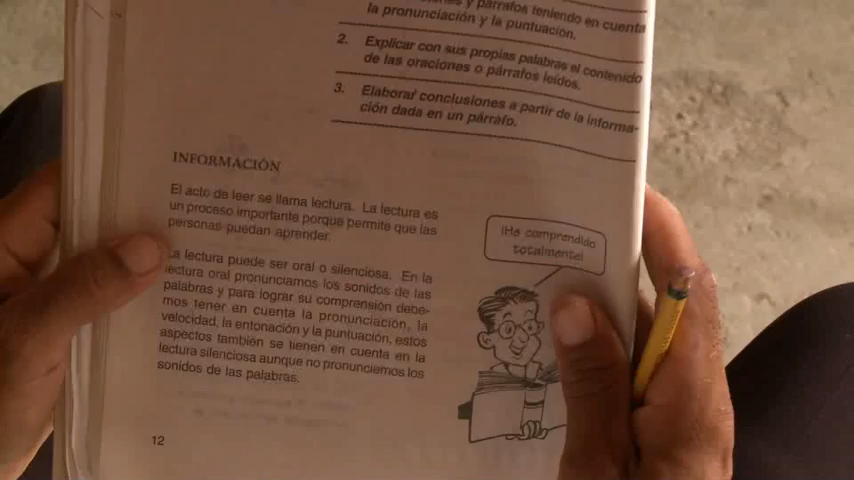 y párrafos teniendo en cuenta
la pronunciación y la puntuación.
2. Explicar con sus propias palabras el contenido
de las oraciones o párrafos leídos.
3. Elaborar conclusiones a partir de la informa-
ción dada en un párrafo.
INFORMACIÓN
El acto de leer se llama lectura. La lectura es
un proceso importante porque permite que las
personas puedan aprender.
La lectura puede ser oral o silenciosa. En la
lectura oral pronunciamos los sonidos de las
palabras y para lograr su comprensión debe-
mos tener en cuenta la pronunciación, la
velocidad, la entonación y la puntuación, estos
aspectos también se tienen en cuenta en la
lectura silenciosa aunque no pronunciemos los
sonidos de las palabras.
¡He comprendido
totalmente!
12